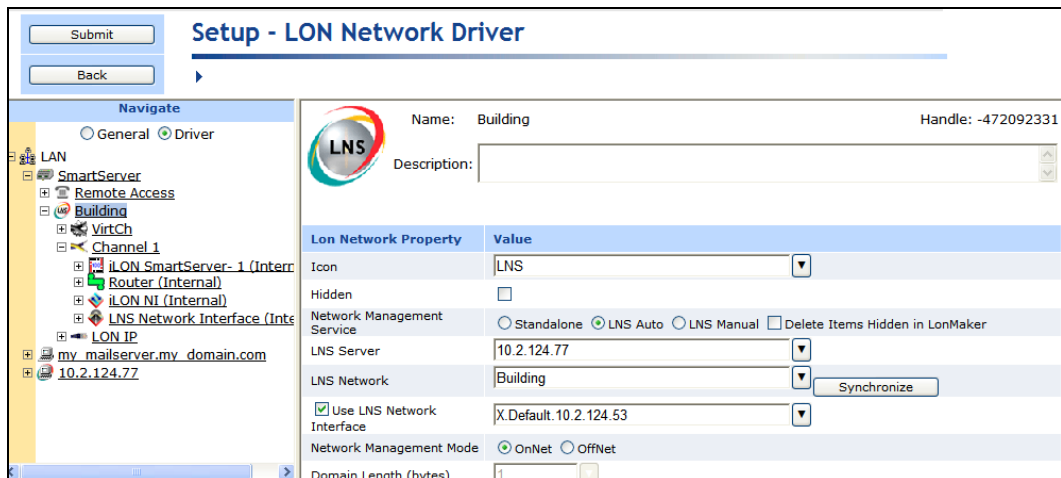 Submit
Setup - LON Network Driver
Back
Navigate
General Driver
LAN
SmartServer
Remote Access
Building
VirtCh
Channel 1
iLON SmartServer- 1 (Intern
Router (Internal)
iLON NI (Internal)
LNS Network Interface (Inte
LON IP
my_mailserver.my_domain.com
10.2.124.77
LNS
Name: Building Handle: -472092331
Description:
Lon Network Property Value
Icon LNS
Hidden
Network Management
Service
Standalone LNS Auto LNS Manual Delete Items Hidden in LonMaker
LNS Server 10.2.124.77
LNS Network Building Synchronize
Use LNS Network
Interface
X.Default.10.2.124.53
Network Management Mode OnNet OffNet
Domain Length (bytes) 1